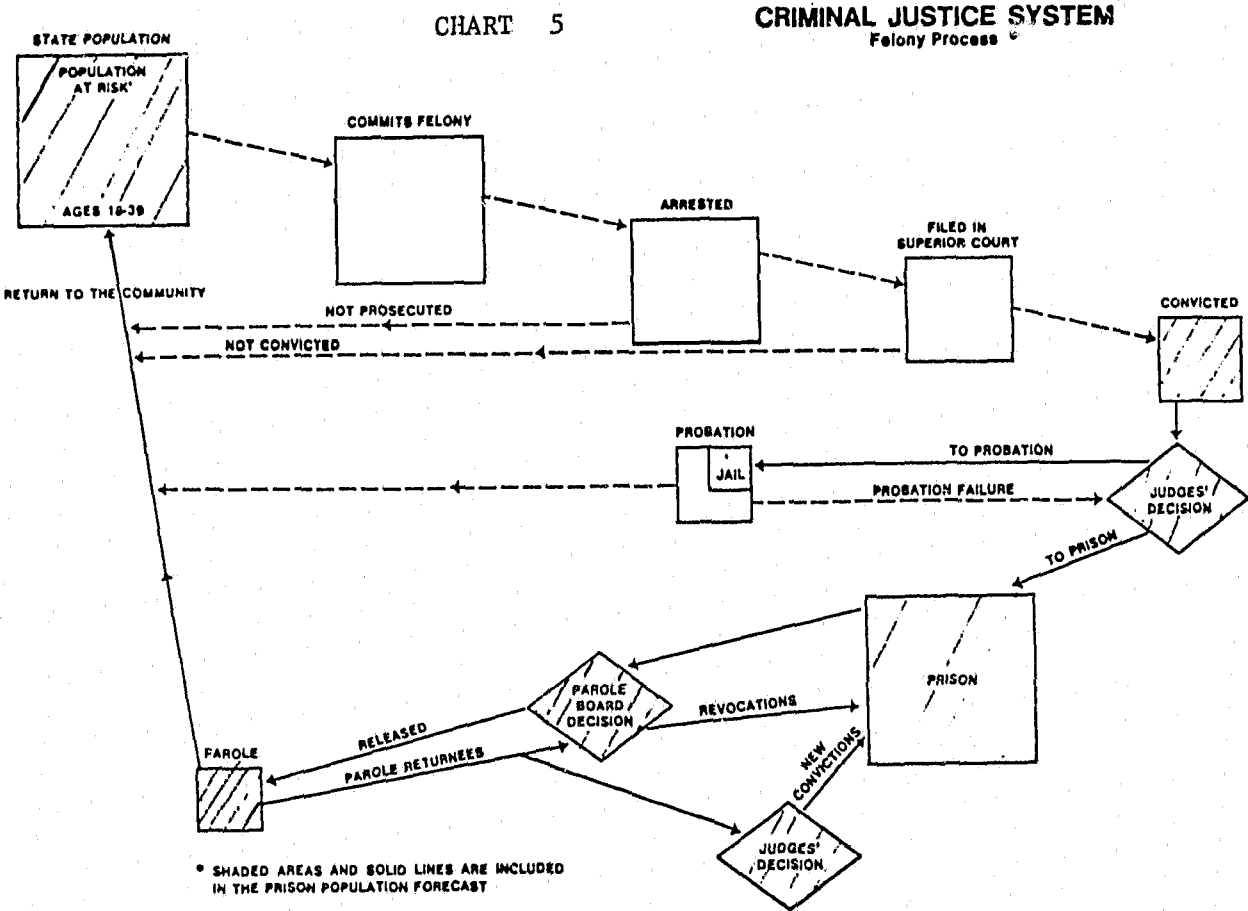 CHART 5
CRIMINAL JUSTICE SYSTEM
Felony Process
STATE POPULATION
POPULATION
AT RISK*
AGES 18-39
COMMITS FELONY
ARRESTED
FILED IN
SUPERIOR COURT
CONVICTED
RETURN TO THE COMMUNITY
NOT PROSECUTED
NOT CONVICTED
PROBATION
JAIL
TO PROBATION
PROBATION FAILURE
JUDGES'
DECISION
TO PRISON
PRISON
PAROLE
BOARD
DECISION
REVOCATIONS
RELEASED
PAROLE
PAROLE RETURNEES
NEW
CONVICTIONS
JUDGES'
DECISION
* SHADED AREAS AND SOLID LINES ARE INCLUDED
IN THE PRISON POPULATION FORECAST